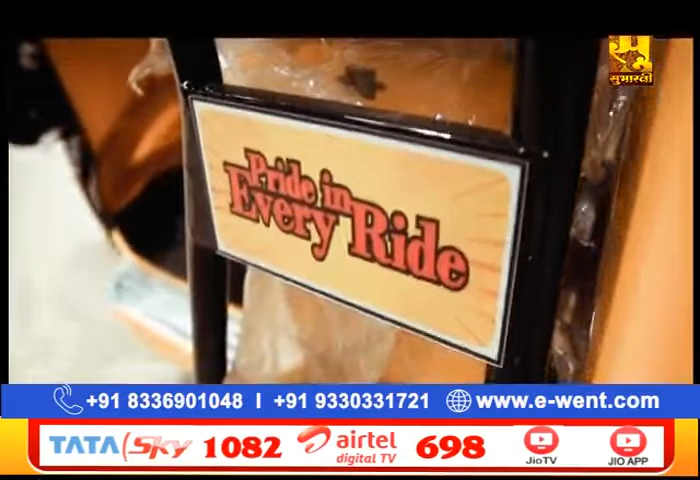 सुभारती
Pride in
Every Ride
+91 8336901048 I +91 9330331721 www.e-went.com
TATA Sky 1082 airtel digital TV 698 JioTV JIO APP